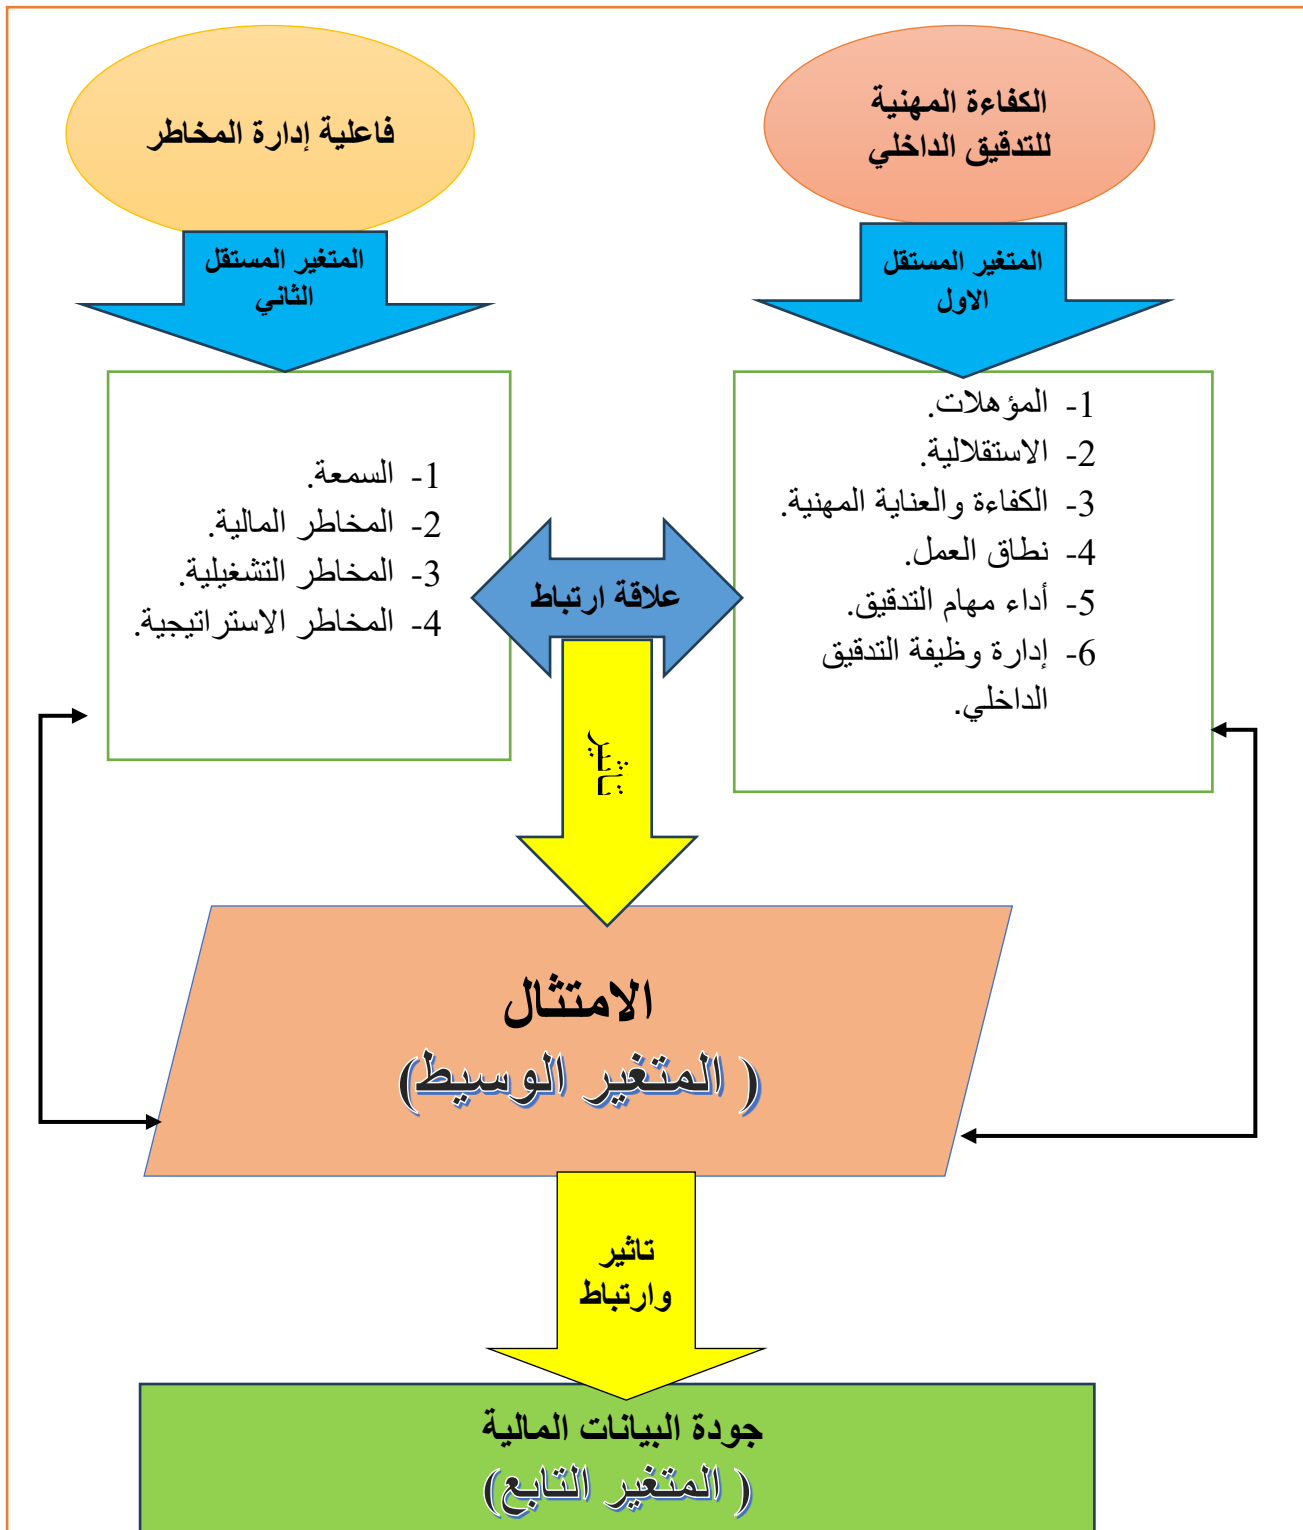 الكفاءة المهنية
للتدقيق الداخلي
فاعلية إدارة المخاطر
المتغير المستقل
الاول
المتغير المستقل
الثاني
1- المؤهلات.
2- الاستقلالية.
3- الكفاءة والعناية المهنية.
4- نطاق العمل.
5- أداء مهام التدقيق.
6- إدارة وظيفة التدقيق
الداخلي.
1- السمعة.
2- المخاطر المالية.
3- المخاطر التشغيلية.
4- المخاطر الاستراتيجية.
علاقة ارتباط
تاثير
الامتثال
( المتغير الوسيط)
تاثير
وارتباط
جودة البيانات المالية
( المتغير التابع)